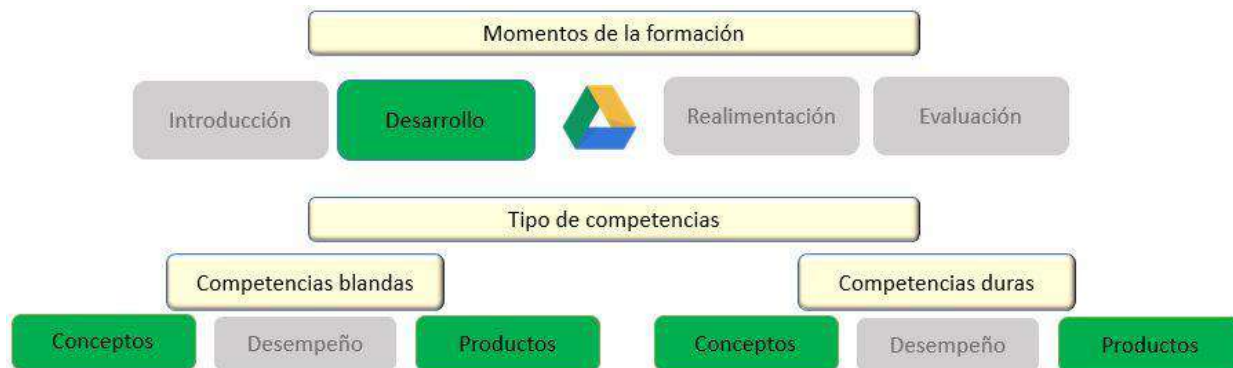 Momentos de la formación
Introducción
Desarrollo
Realimentación
Evaluación
Tipo de competencias
Competencias blandas
Competencias duras
Conceptos
Desempeño
Productos
Conceptos
Desempeño
Productos